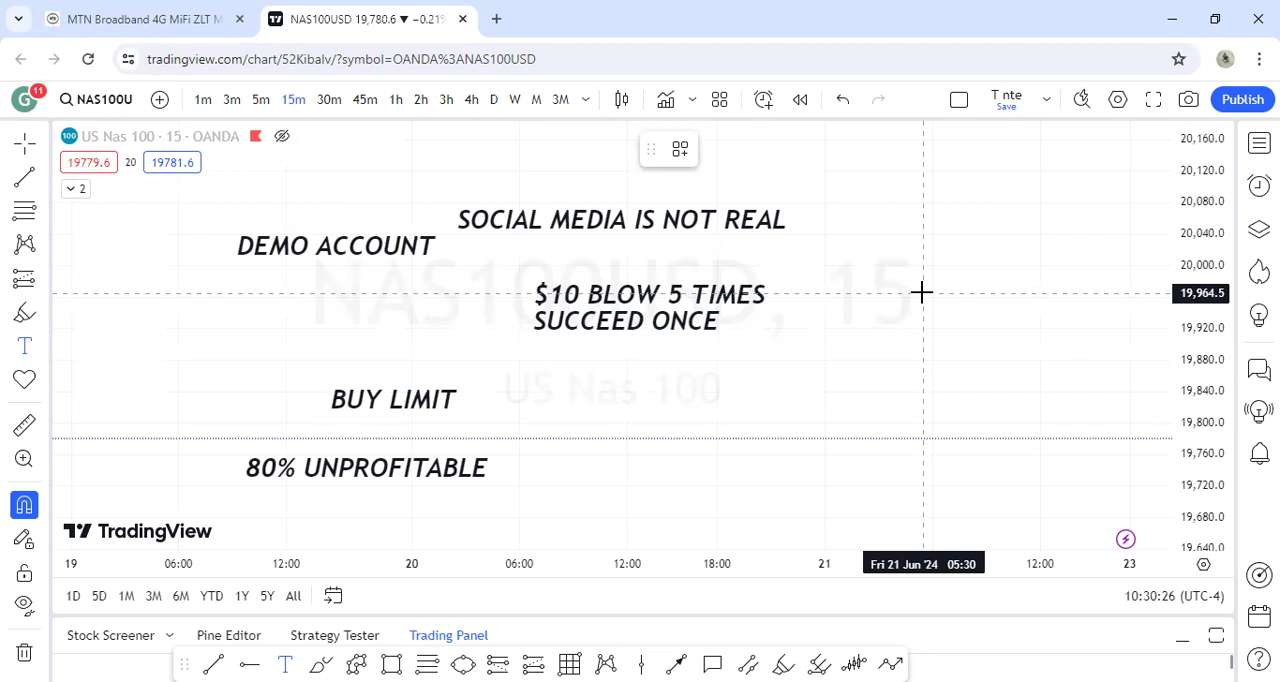 MTN Broadband 4G MiFi ZLT M
NAS100USD 19,780.6 ▼ −0.21%
tradingview.com/chart/52Kibalv/?symbol=OANDA%3ANAS100USD
G 11
NAS100U
1m 3m 5m 15m 30m 45m 1h 2h 3h 4h D W M 3M
T nte
Save
Publish
US Nas 100 · 15 · OANDA
19779.6 20 19781.6
2
SOCIAL MEDIA IS NOT REAL
DEMO ACCOUNT
NAS100USD, 15
$10 BLOW 5 TIMES
SUCCEED ONCE
US Nas 100
BUY LIMIT
80% UNPROFITABLE
TradingView
20,160.0
20,120.0
20,080.0
20,040.0
20,000.0
19,964.5
19,920.0
19,880.0
19,840.0
19,800.0
19,760.0
19,720.0
19,680.0
19,640.0
19 06:00 12:00 20 06:00 12:00 18:00 21 Fri 21 Jun '24 05:30 12:00 23
1D 5D 1M 3M 6M YTD 1Y 5Y All
10:30:26 (UTC-4)
Stock Screener Pine Editor Strategy Tester Trading Panel